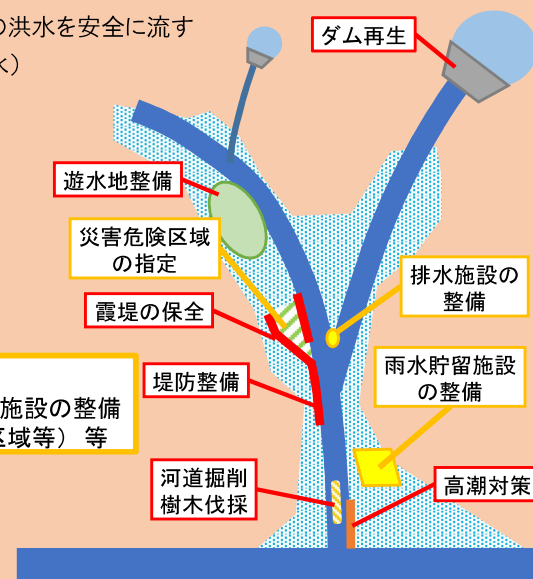 の洪水を安全に流す
水）
ダム再生
遊水地整備
災害危険区域
の指定
霞堤の保全
排水施設の
整備
堤防整備
雨水貯留施設
の整備
施設の整備
区域等） 等
河道掘削
樹木伐採
高潮対策